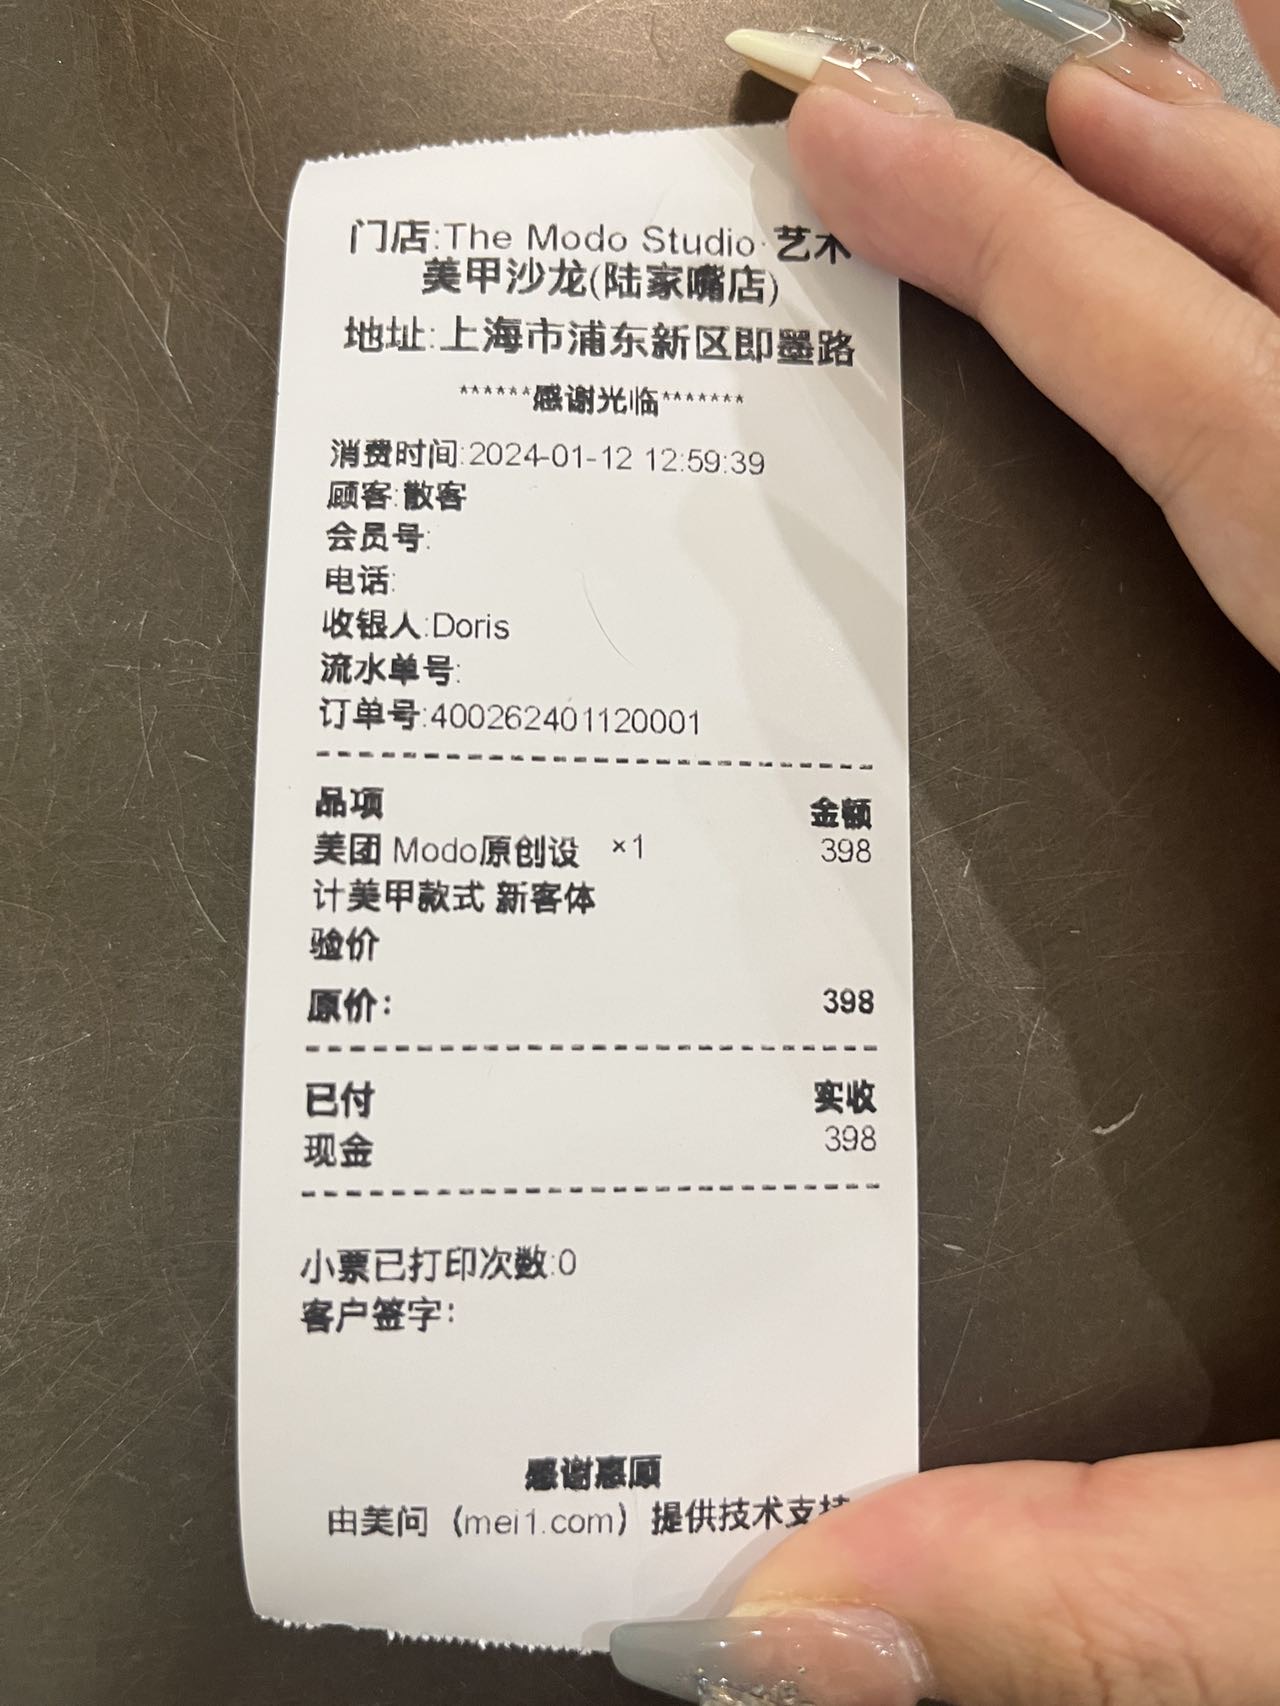 门店:The Modo Studio·艺术
美甲沙龙(陆家嘴店)
地址:上海市浦东新区即墨路
******感谢光临*******
消费时间:2024-01-12 12:59:39
顾客:散客
会员号:
电话:
收银人:Doris
流水单号:
订单号:400262401120001
品项 金额
美团 Modo原创设 ×1 398
计美甲款式 新客体
验价
原价: 398
已付 实收
现金 398
小票已打印次数:0
客户签字:
感谢惠顾
由美问（mei1.com）提供技术支持